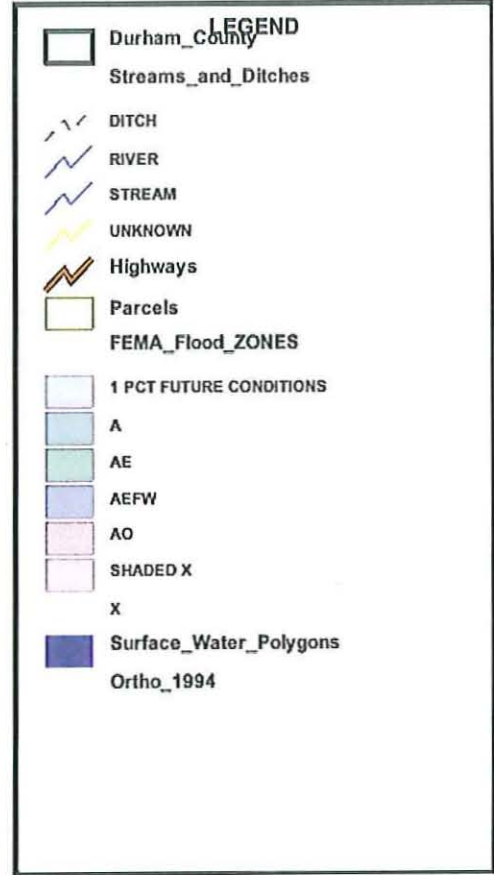 LEGEND
Durham_County
Streams_and_Ditches
DITCH
RIVER
STREAM
UNKNOWN
Highways
Parcels
FEMA_Flood_ZONES
1 PCT FUTURE CONDITIONS
A
AE
AEFW
AO
SHADED X
X
Surface_Water_Polygons
Ortho_1994